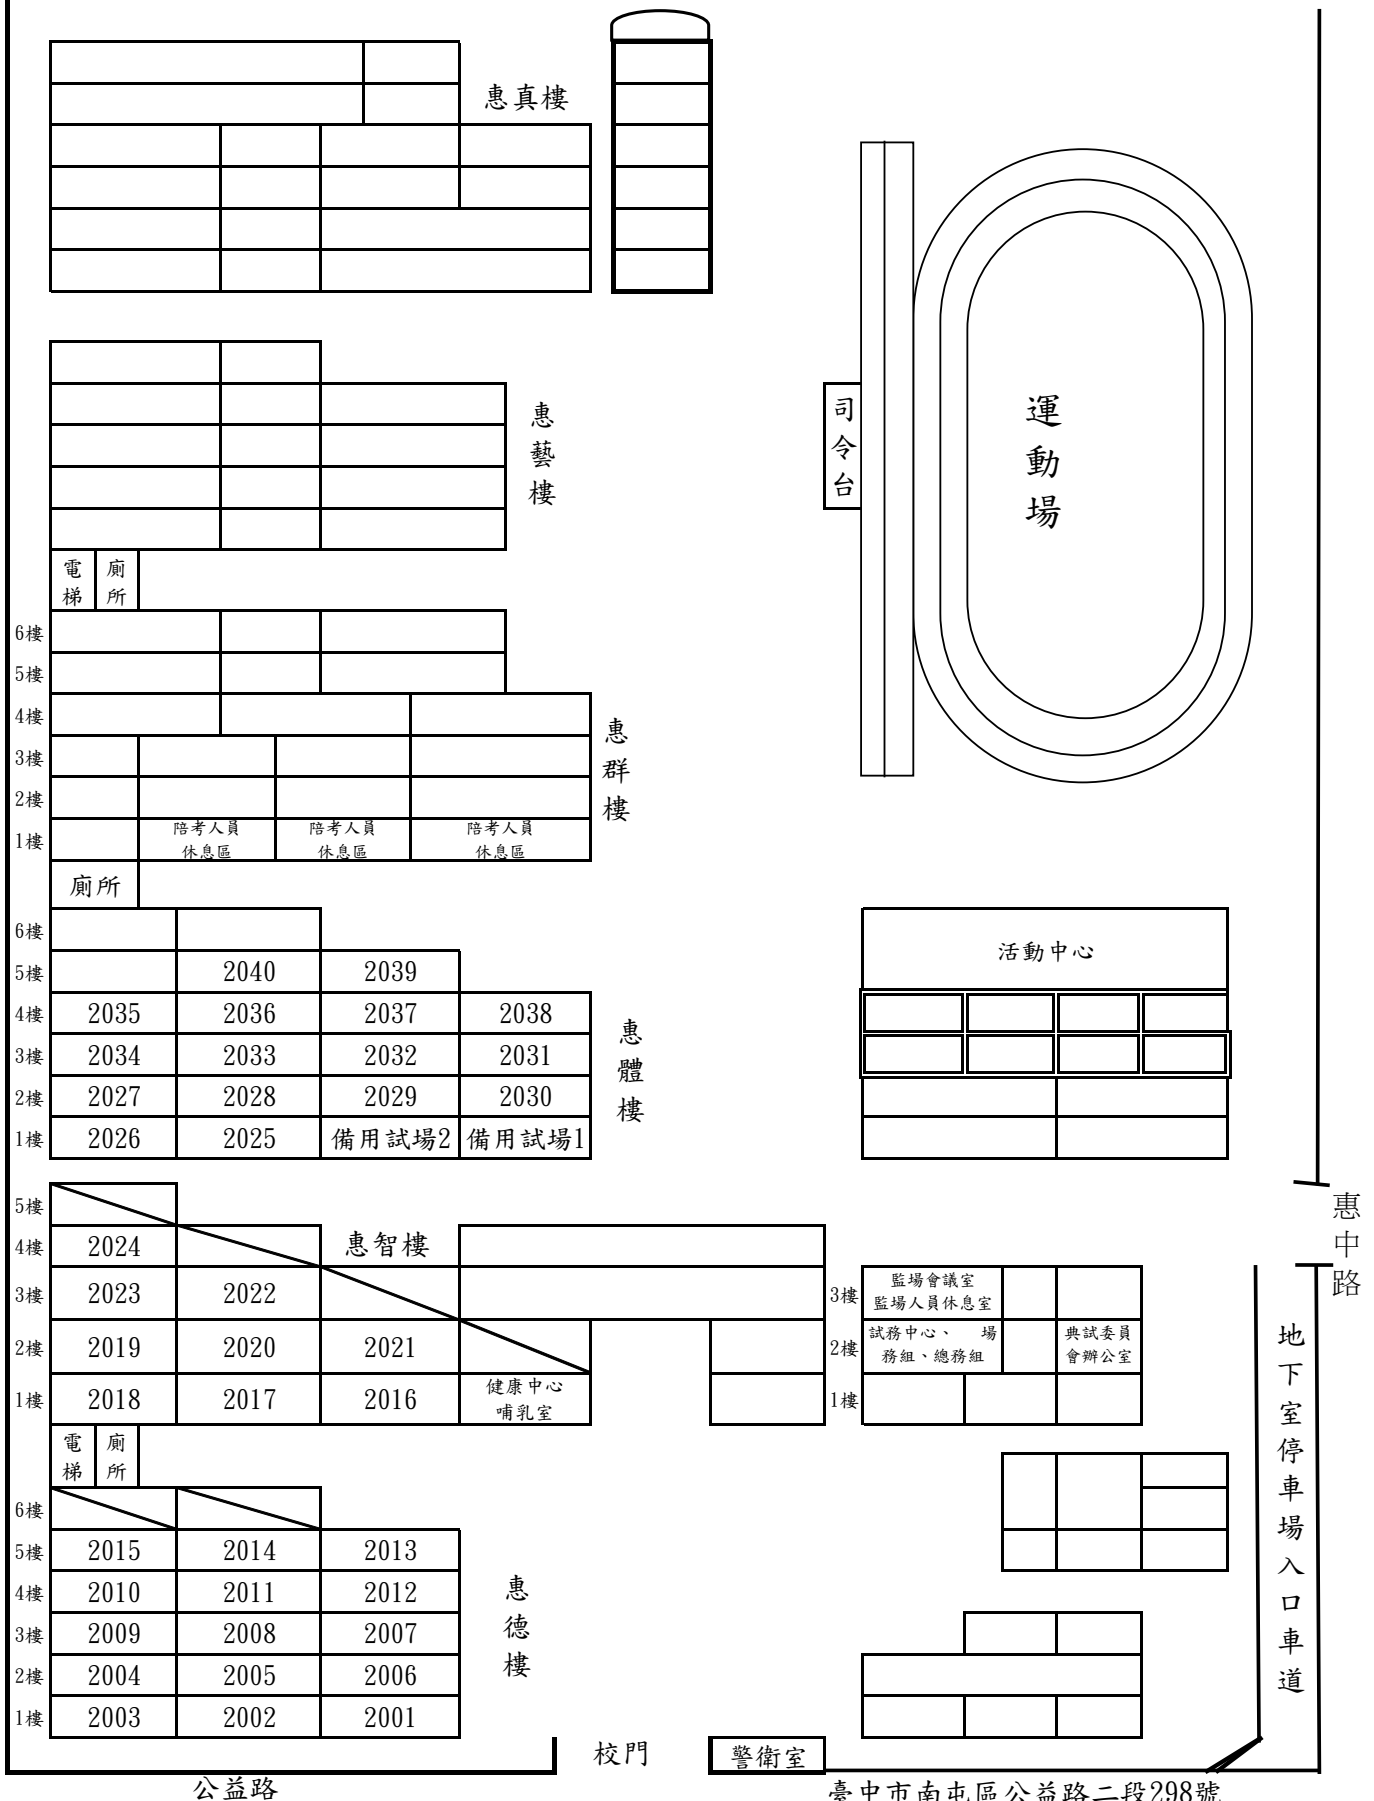 惠真樓
惠藝樓
司令台
運動場
電梯 廁所
6樓
5樓
4樓
3樓
2樓
1樓
惠群樓
陪考人員 陪考人員 陪考人員
休息區 休息區 休息區
廁所
6樓
5樓 2040 2039
4樓 2035 2036 2037 2038
3樓 2034 2033 2032 2031
2樓 2027 2028 2029 2030
1樓 2026 2025 備用試場2 備用試場1
惠體樓
活動中心
5樓
4樓 2024 惠智樓
3樓 2023 2022
2樓 2019 2020 2021
1樓 2018 2017 2016
健康中心
哺乳室
3樓
監場會議室
監場人員休息室
2樓
試務中心、 場
務組、總務組
典試委員
會辦公室
1樓
惠中路
地下室停車場入口車道
電梯 廁所
6樓
5樓 2015 2014 2013
4樓 2010 2011 2012
3樓 2009 2008 2007
2樓 2004 2005 2006
1樓 2003 2002 2001
惠德樓
校門
警衛室
公益路
臺中市南屯區公益路二段298號